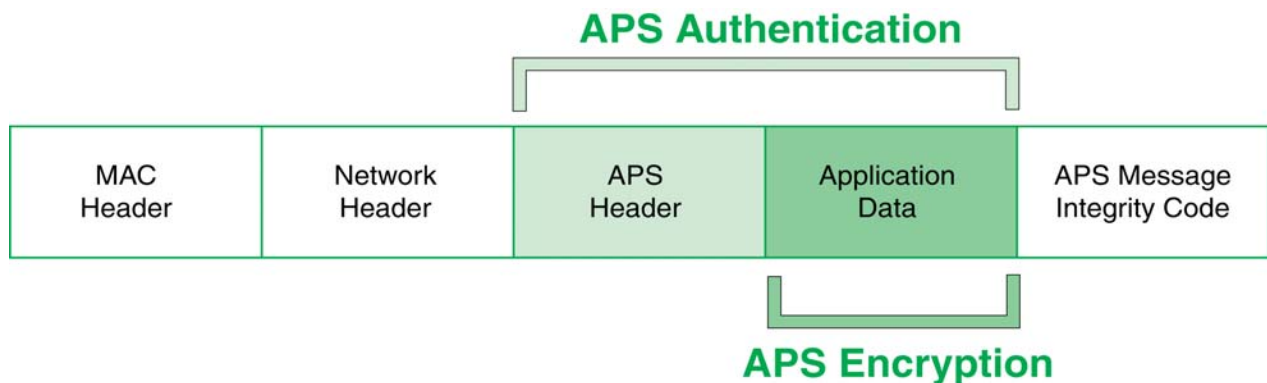 APS Authentication
MAC
Header
Network
Header
APS
Header
Application
Data
APS Message
Integrity Code
APS Encryption